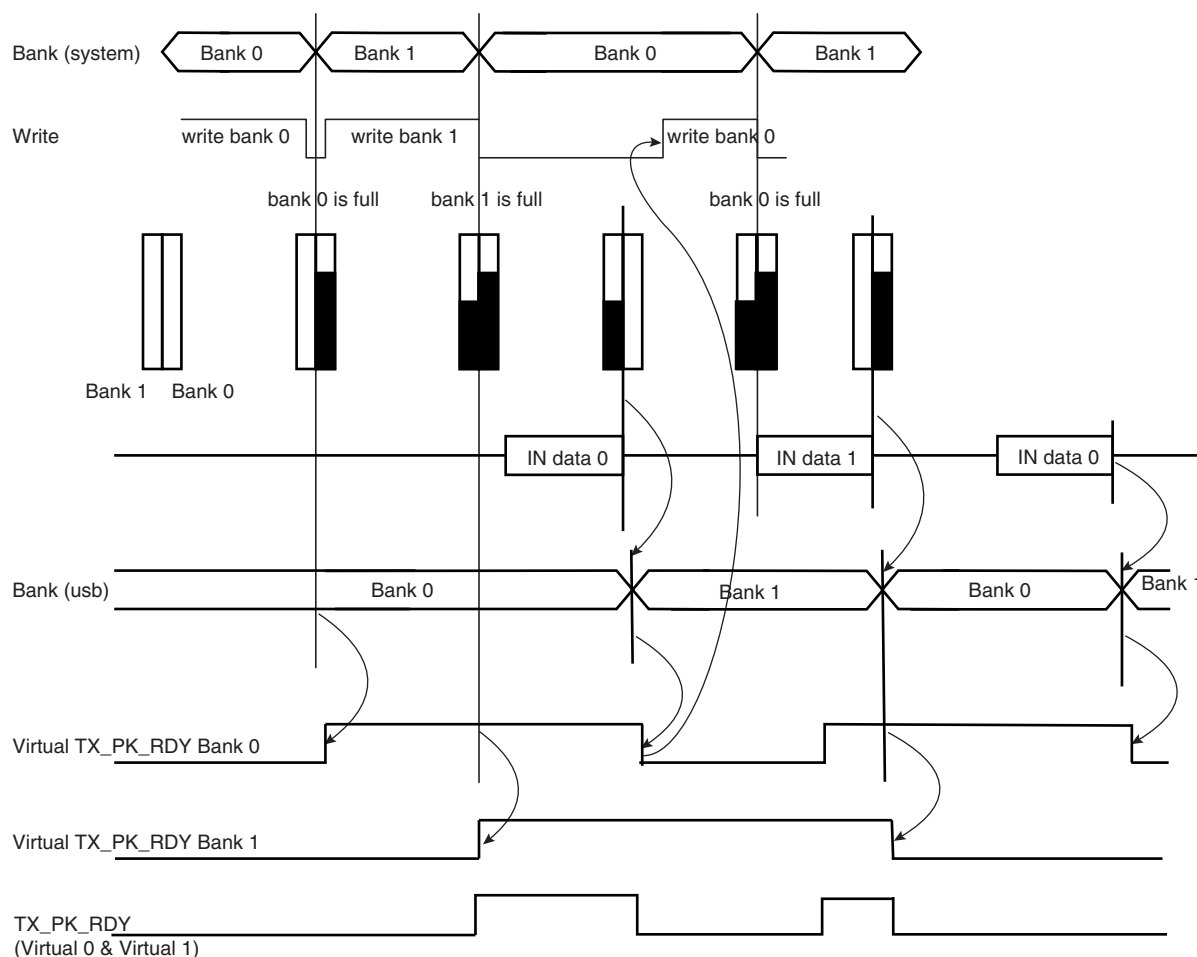 Bank (system)
Bank 0
Bank 1
Bank 0
Bank 1
Write
write bank 0
write bank 1
write bank 0
bank 0 is full
bank 1 is full
bank 0 is full
Bank 1
Bank 0
IN data 0
IN data 1
IN data 0
Bank (usb)
Bank 0
Bank 1
Bank 0
Bank 1
Virtual TX_PK_RDY Bank 0
Virtual TX_PK_RDY Bank 1
TX_PK_RDY
(Virtual 0 & Virtual 1)